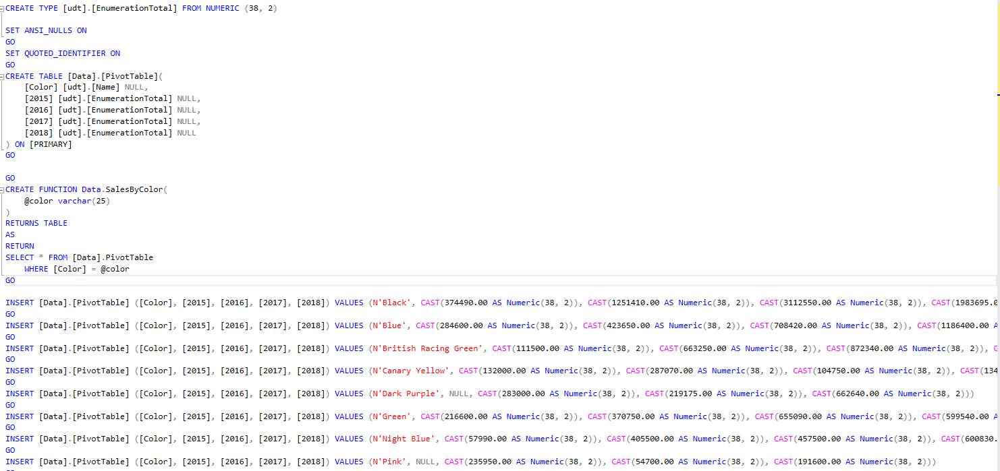 CREATE TYPE [udt].[EnumerationTotal] FROM NUMERIC (38, 2)
SET ANSI_NULLS ON
GO
SET QUOTED_IDENTIFIER ON
GO
CREATE TABLE [Data].[PivotTable](
    [Color] [udt].[Name] NULL,
    [2015] [udt].[EnumerationTotal] NULL,
    [2016] [udt].[EnumerationTotal] NULL,
    [2017] [udt].[EnumerationTotal] NULL,
    [2018] [udt].[EnumerationTotal] NULL
) ON [PRIMARY]
GO
GO
CREATE FUNCTION Data.SalesByColor(
    @color varchar(25)
)
RETURNS TABLE
AS
RETURN
SELECT * FROM [Data].PivotTable
    WHERE [Color] = @color
GO
INSERT [Data].[PivotTable] ([Color], [2015], [2016], [2017], [2018]) VALUES (N'Black', CAST(374490.00 AS Numeric(38, 2)), CAST(1251410.00 AS Numeric(38, 2)), CAST(3112550.00 AS Numeric(38, 2)), CAST(1983695.0
GO
INSERT [Data].[PivotTable] ([Color], [2015], [2016], [2017], [2018]) VALUES (N'Blue', CAST(284600.00 AS Numeric(38, 2)), CAST(423650.00 AS Numeric(38, 2)), CAST(708420.00 AS Numeric(38, 2)), CAST(1186400.00 A
GO
INSERT [Data].[PivotTable] ([Color], [2015], [2016], [2017], [2018]) VALUES (N'British Racing Green', CAST(111500.00 AS Numeric(38, 2)), CAST(663250.00 AS Numeric(38, 2)), CAST(872340.00 AS Numeric(38, 2)), C
GO
INSERT [Data].[PivotTable] ([Color], [2015], [2016], [2017], [2018]) VALUES (N'Canary Yellow', CAST(132000.00 AS Numeric(38, 2)), CAST(287070.00 AS Numeric(38, 2)), CAST(104750.00 AS Numeric(38, 2)), CAST(134
GO
INSERT [Data].[PivotTable] ([Color], [2015], [2016], [2017], [2018]) VALUES (N'Dark Purple', NULL, CAST(283000.00 AS Numeric(38, 2)), CAST(219175.00 AS Numeric(38, 2)), CAST(662640.00 AS Numeric(38, 2)))
GO
INSERT [Data].[PivotTable] ([Color], [2015], [2016], [2017], [2018]) VALUES (N'Green', CAST(216600.00 AS Numeric(38, 2)), CAST(370750.00 AS Numeric(38, 2)), CAST(655090.00 AS Numeric(38, 2)), CAST(599540.00 A
GO
INSERT [Data].[PivotTable] ([Color], [2015], [2016], [2017], [2018]) VALUES (N'Night Blue', CAST(57990.00 AS Numeric(38, 2)), CAST(405500.00 AS Numeric(38, 2)), CAST(457500.00 AS Numeric(38, 2)), CAST(600830.
GO
INSERT [Data].[PivotTable] ([Color], [2015], [2016], [2017], [2018]) VALUES (N'Pink', NULL, CAST(235950.00 AS Numeric(38, 2)), CAST(54700.00 AS Numeric(38, 2)), CAST(191600.00 AS Numeric(38, 2)))